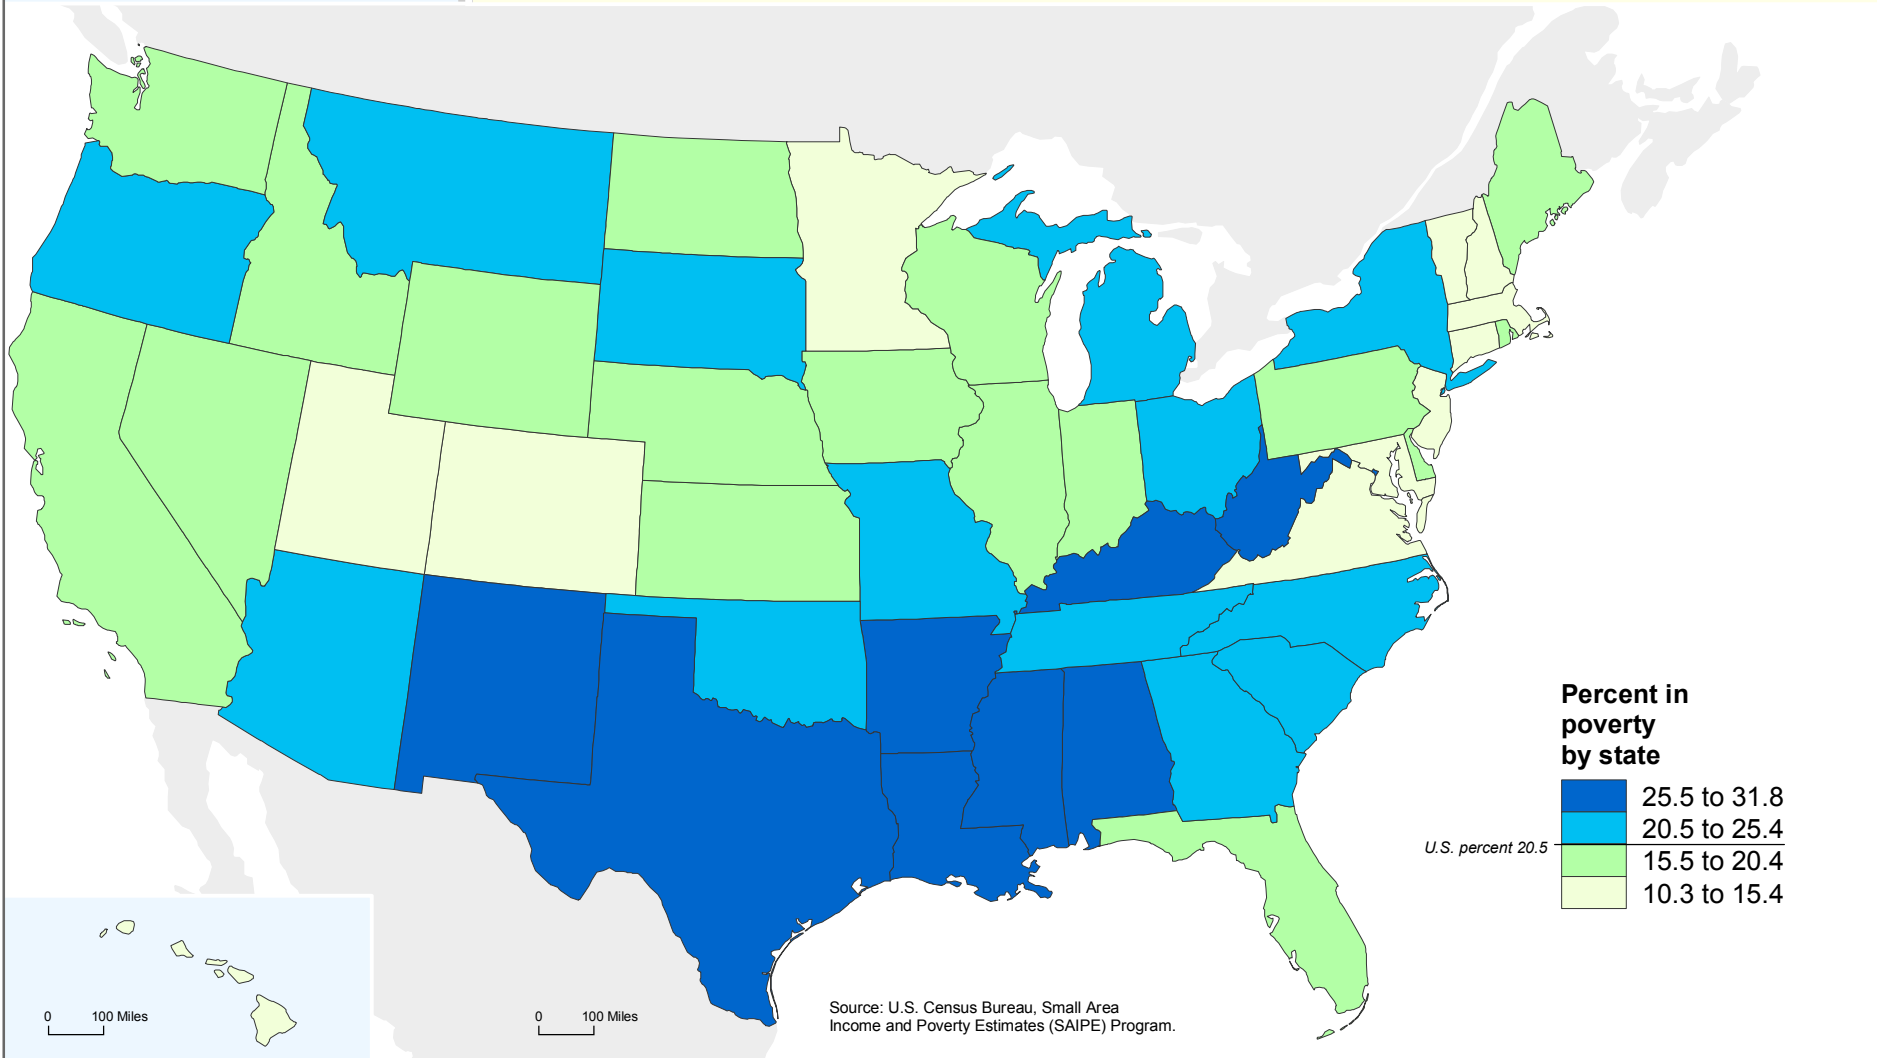 Percent in
poverty
by state
25.5 to 31.8
20.5 to 25.4
U.S. percent 20.5
15.5 to 20.4
10.3 to 15.4
0 100 Miles
0 100 Miles
Source: U.S. Census Bureau, Small Area
Income and Poverty Estimates (SAIPE) Program.